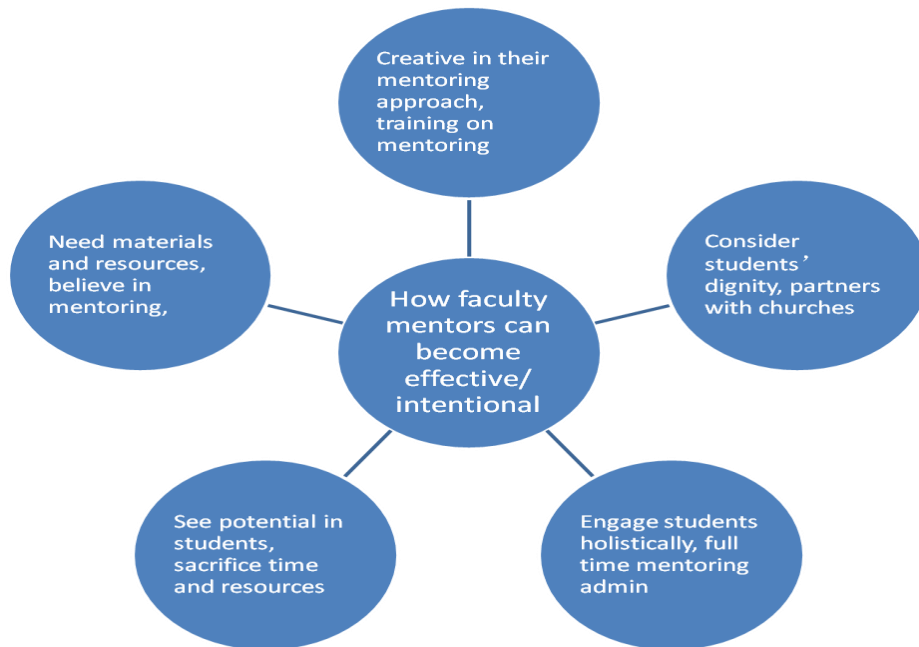 Creative in their
mentoring
approach,
training on
mentoring
Need materials
and resources,
believe in
mentoring,
Consider
students’
dignity, partners
with churches
How faculty
mentors can
become
effective/
intentional
See potential in
students,
sacrifice time
and resources
Engage students
holistically, full
time mentoring
admin